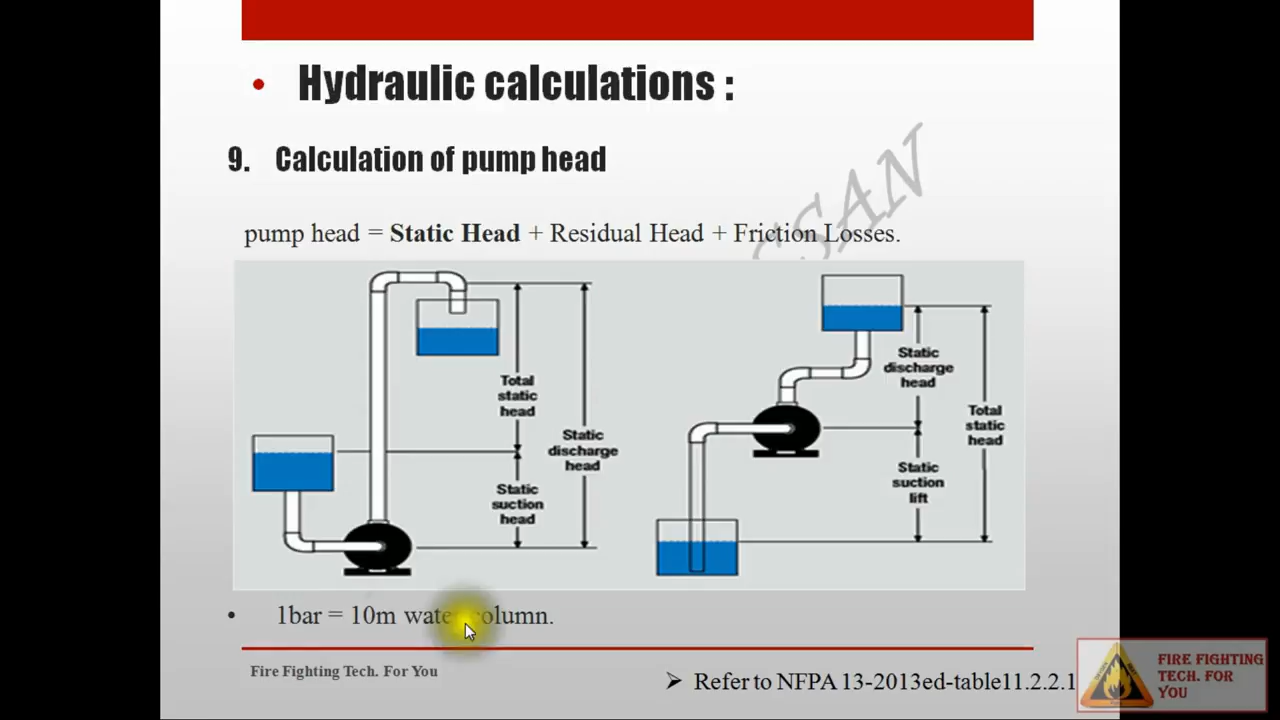 • Hydraulic calculations :
9. Calculation of pump head
pump head = Static Head + Residual Head + Friction Losses.
Total
static
head
Static
discharge
head
Static
suction
head
Static
discharge
head
Total
static
head
Static
suction
lift
• 1bar = 10m water column.
Fire Fighting Tech. For You
➢ Refer to NFPA 13-2013ed-table11.2.2.1
FIRE FIGHTING
TECH. FOR
YOU